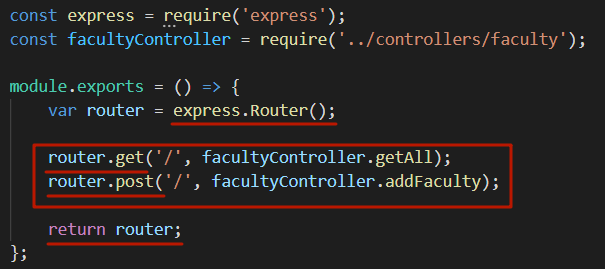 const express = require('express');
const facultyController = require('../controllers/faculty');
module.exports = () => {
var router = express.Router();
router.get('/', facultyController.getAll);
router.post('/', facultyController.addFaculty);
return router;
};